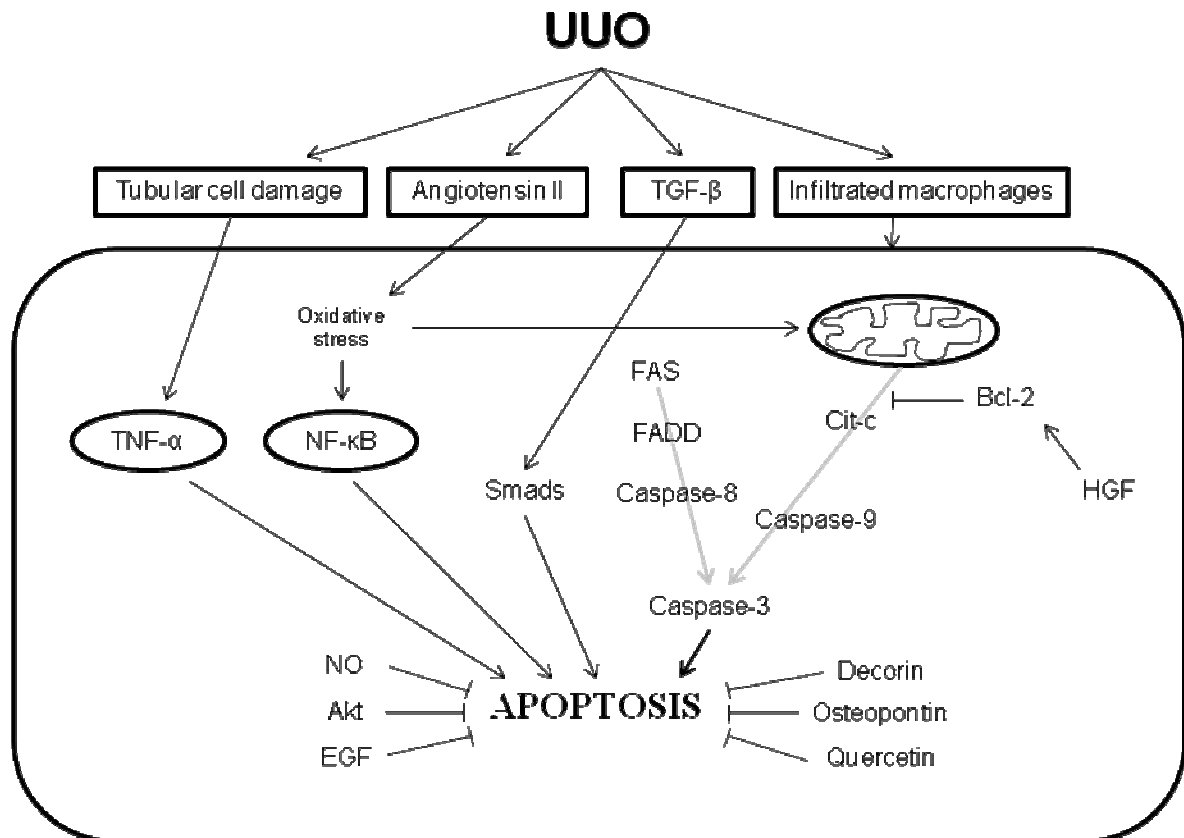 UUO
Tubular cell damage
Angiotensin II
TGF-β
Infiltrated macrophages
Oxidative
stress
FAS
Bcl-2
Cit-c
TNF-α
NF-κB
FADD
Smads
Caspase-8
HGF
Caspase-9
Caspase-3
NO
Decorin
Akt
APOPTOSIS
Osteopontin
EGF
Quercetin